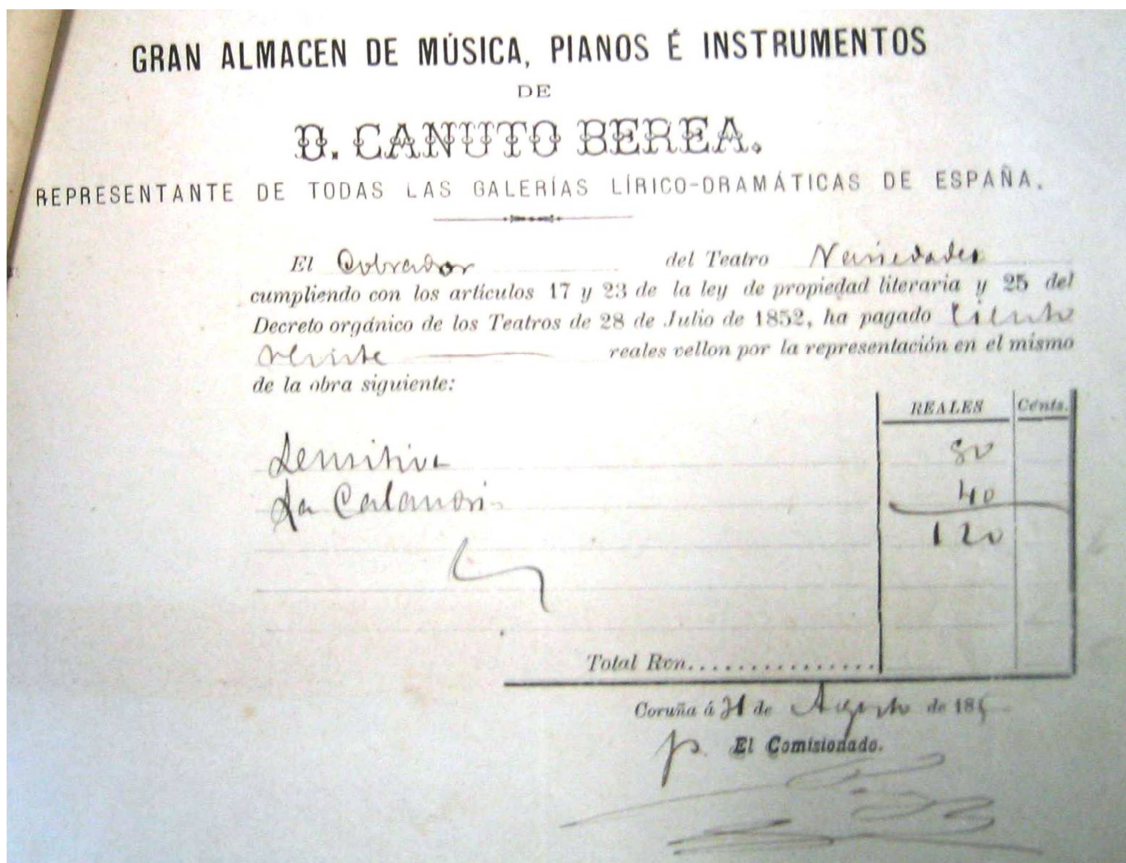 GRAN ALMACEN DE MÚSICA, PIANOS É INSTRUMENTOS
DE
D. CANUTO BEREA.
REPRESENTANTE DE TODAS LAS GALERÍAS LÍRICO-DRAMÁTICAS DE ESPAÑA.
El Cobrador del Teatro Variedades
cumpliendo con los artículos 17 y 23 de la ley de propiedad literaria y 25 del
Decreto orgánico de los Teatros de 28 de Julio de 1852, ha pagado Ciento
veinte reales vellon por la representación en el mismo
de la obra siguiente:
REALES Cénts.
Sensitiva 80
La Calandria 40
120
Total Rvn................
Coruña á 21 de Agosto de 18
p. El Comisionado.